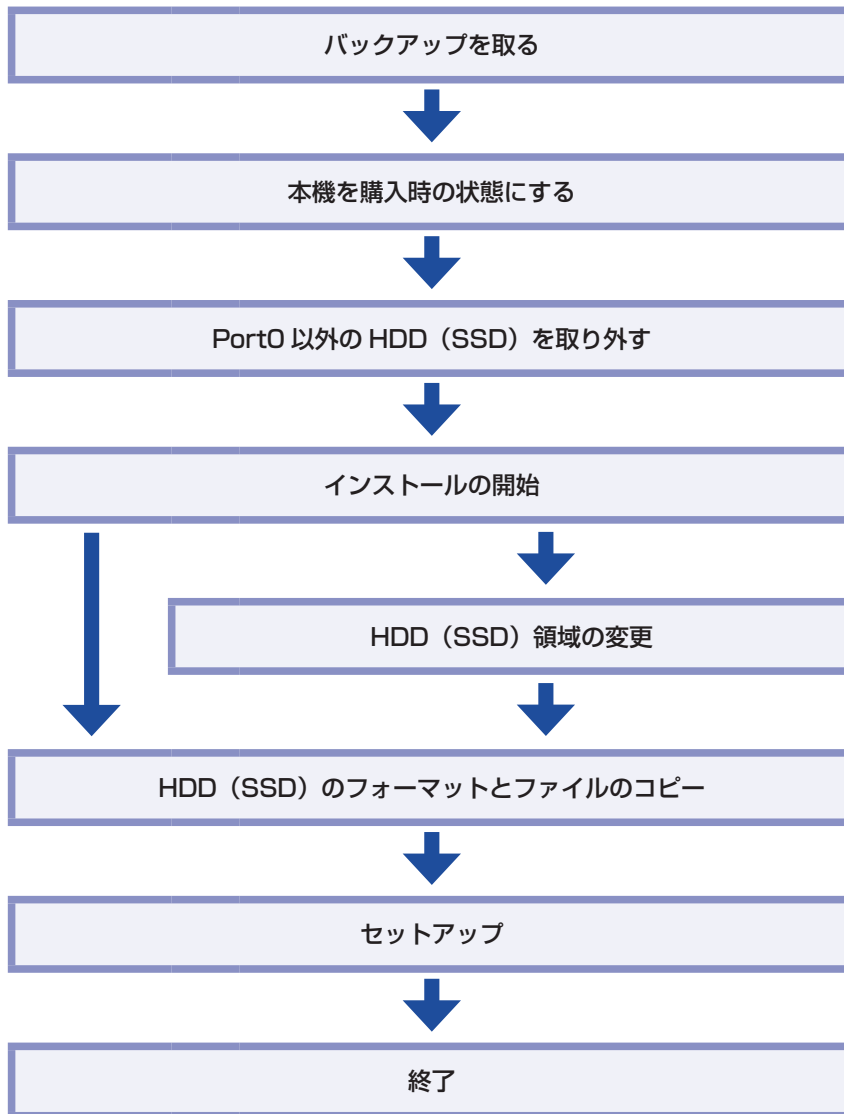 バックアップを取る
本機を購入時の状態にする
Port0 以外の HDD（SSD）を取り外す
インストールの開始
HDD（SSD）領域の変更
HDD（SSD）のフォーマットとファイルのコピー
セットアップ
終了